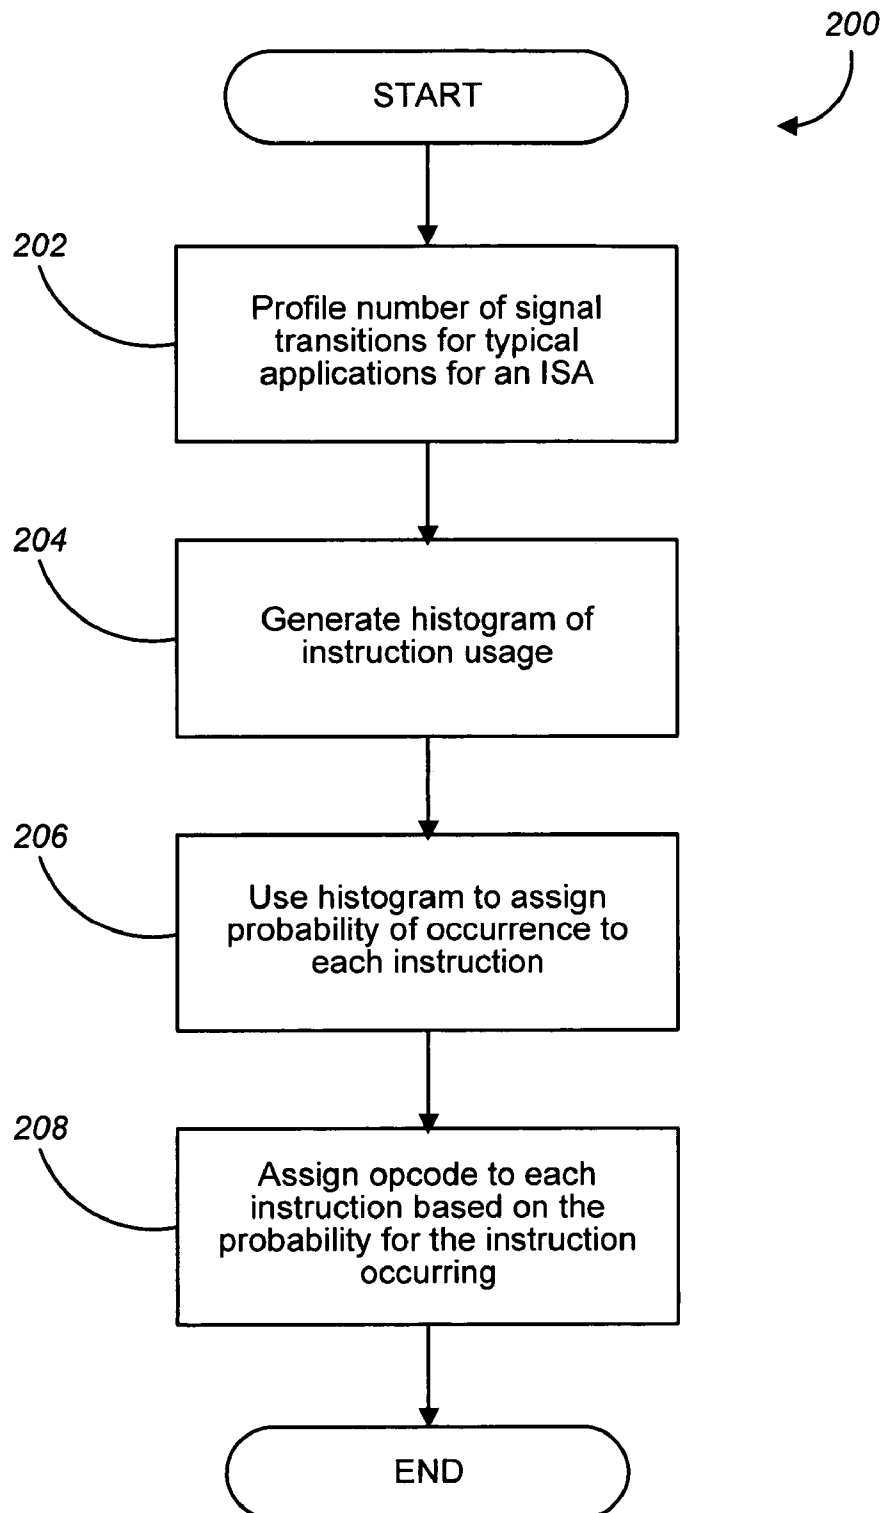 200
START
202
Profile number of signal
transitions for typical
applications for an ISA
204
Generate histogram of
instruction usage
206
Use histogram to assign
probability of occurrence to
each instruction
208
Assign opcode to each
instruction based on the
probability for the instruction
occurring
END